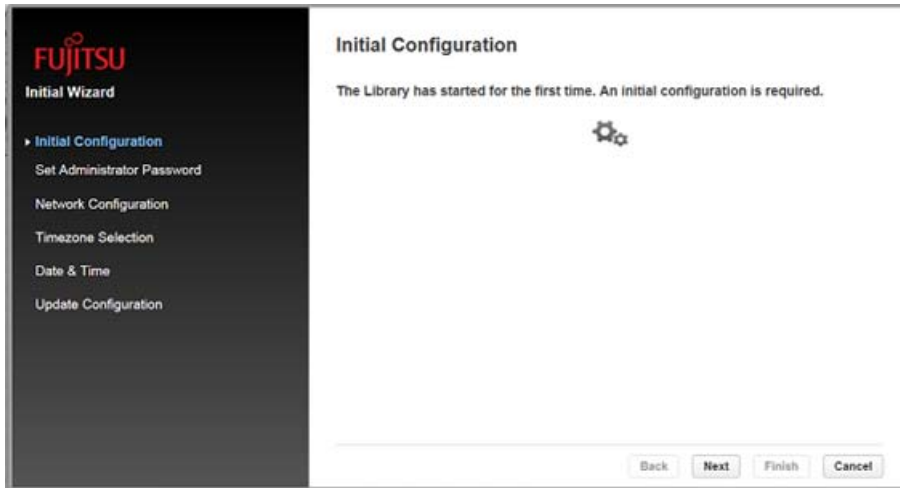 FUJITSU
Initial Wizard
Initial Configuration
Set Administrator Password
Network Configuration
Timezone Selection
Date & Time
Update Configuration
Initial Configuration
The Library has started for the first time. An initial configuration is required.
Back Next Finish Cancel